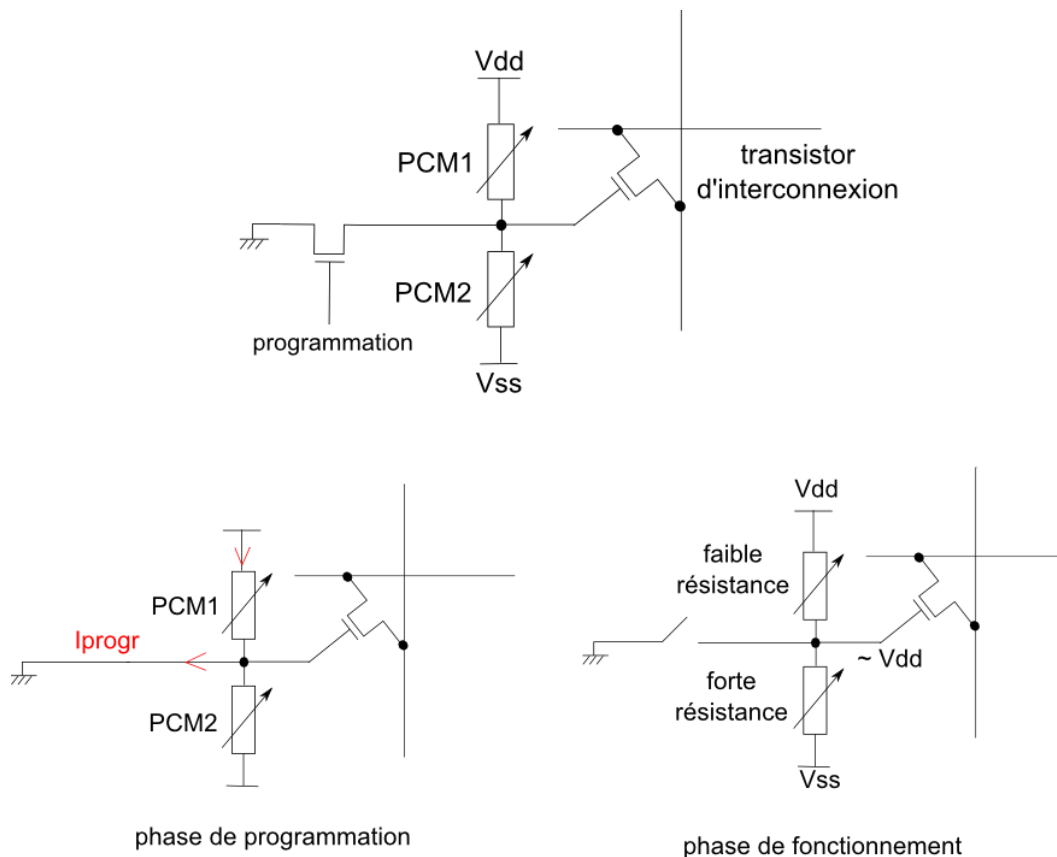 Vdd
PCM1
transistor
d'interconnexion
PCM2
programmation
Vss
PCM1
Iprogr
PCM2
phase de programmation
Vdd
faible
résistance
~ Vdd
forte
résistance
Vss
phase de fonctionnement